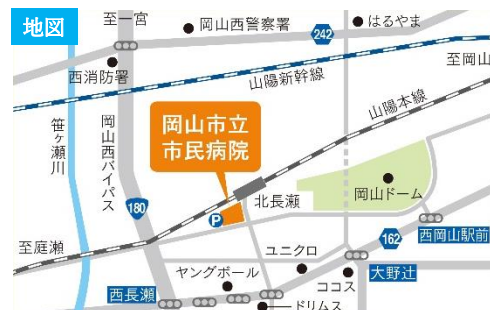 地図
至一宮
岡山西警察署
はるやま
242
西消防署
山陽新幹線
至岡山
山陽本線
笹ヶ瀬川
岡山西バイパス
岡山市立
市民病院
180
P
北長瀬
岡山ドーム
至庭瀬
162
西岡山駅前
ユニクロ
ヤングボール
ココス
大野辻
西長瀬
ドリムス